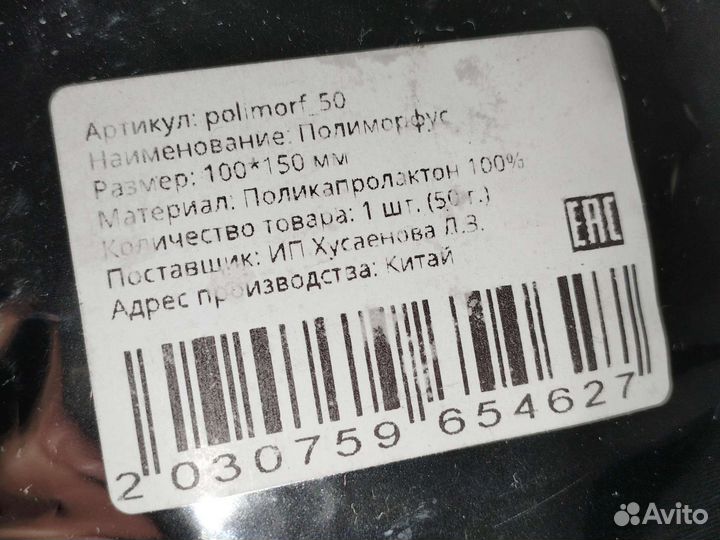 Артикул: polimorf_50
Наименование: Полиморфус
Размер: 100*150 мм
Материал: Поликапролактон 100%
Количество товара: 1 шт. (50 г.)
Поставщик: ИП Хусаенова Л.З.
Адрес производства: Китай
EAC
2 030759 654627
Avito